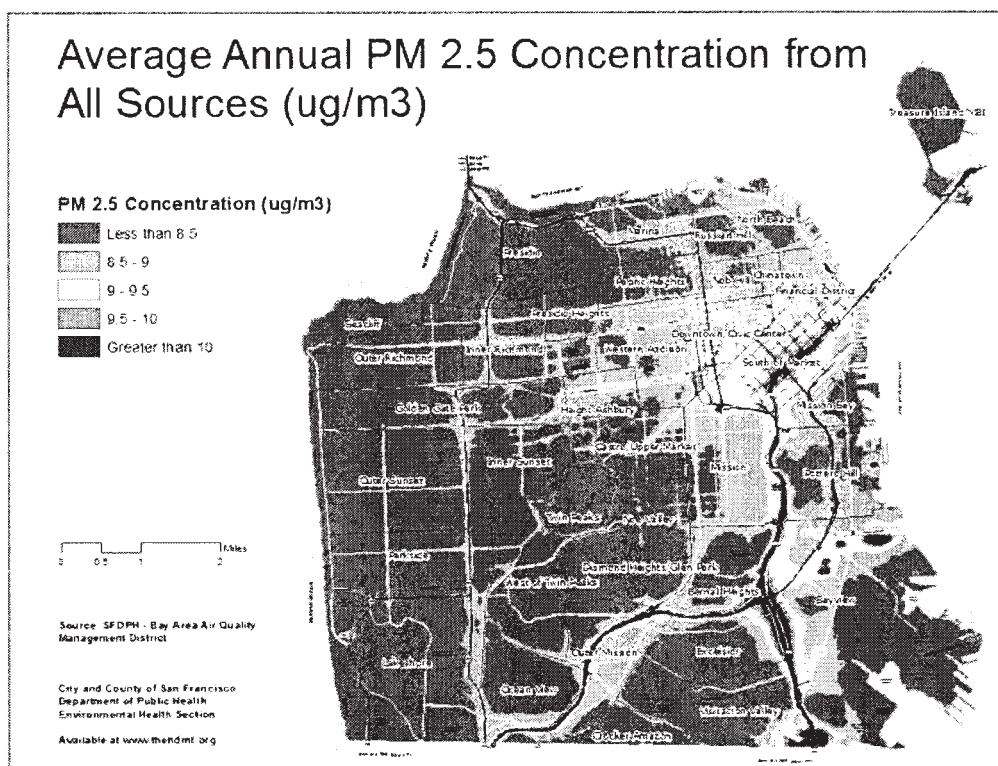 Average Annual PM 2.5 Concentration from
All Sources (ug/m3)
PM 2.5 Concentration (ug/m3)
Less than 8.5
8.5 - 9
9 - 9.5
9.5 - 10
Greater than 10
Treasure Island
Marina
North Beach
Russian Hill
Presidio
Pacific Heights
Nob Hill
Chinatown
Financial District
Presidio Heights
Seacliff
Downtown/Civic Center
Outer Richmond
Inner Richmond
Western Addition
South of Market
Golden Gate Park
Haight Ashbury
Mission Bay
Castro/Upper Market
Inner Sunset
Mission
Outer Sunset
Potrero Hill
Twin Peaks
Noe Valley
Parkside
Diamond Heights/Glen Park
West of Twin Peaks
Bernal Heights
Bayview
Lakeshore
Outer Mission
Excelsior
Ocean View
Visitacion Valley
Crocker Amazon
Miles
0 0.5 1 2
Source: SFDPH - Bay Area Air Quality
Management District
City and County of San Francisco
Department of Public Health
Environmental Health Section
Available at www.thehdmt.org